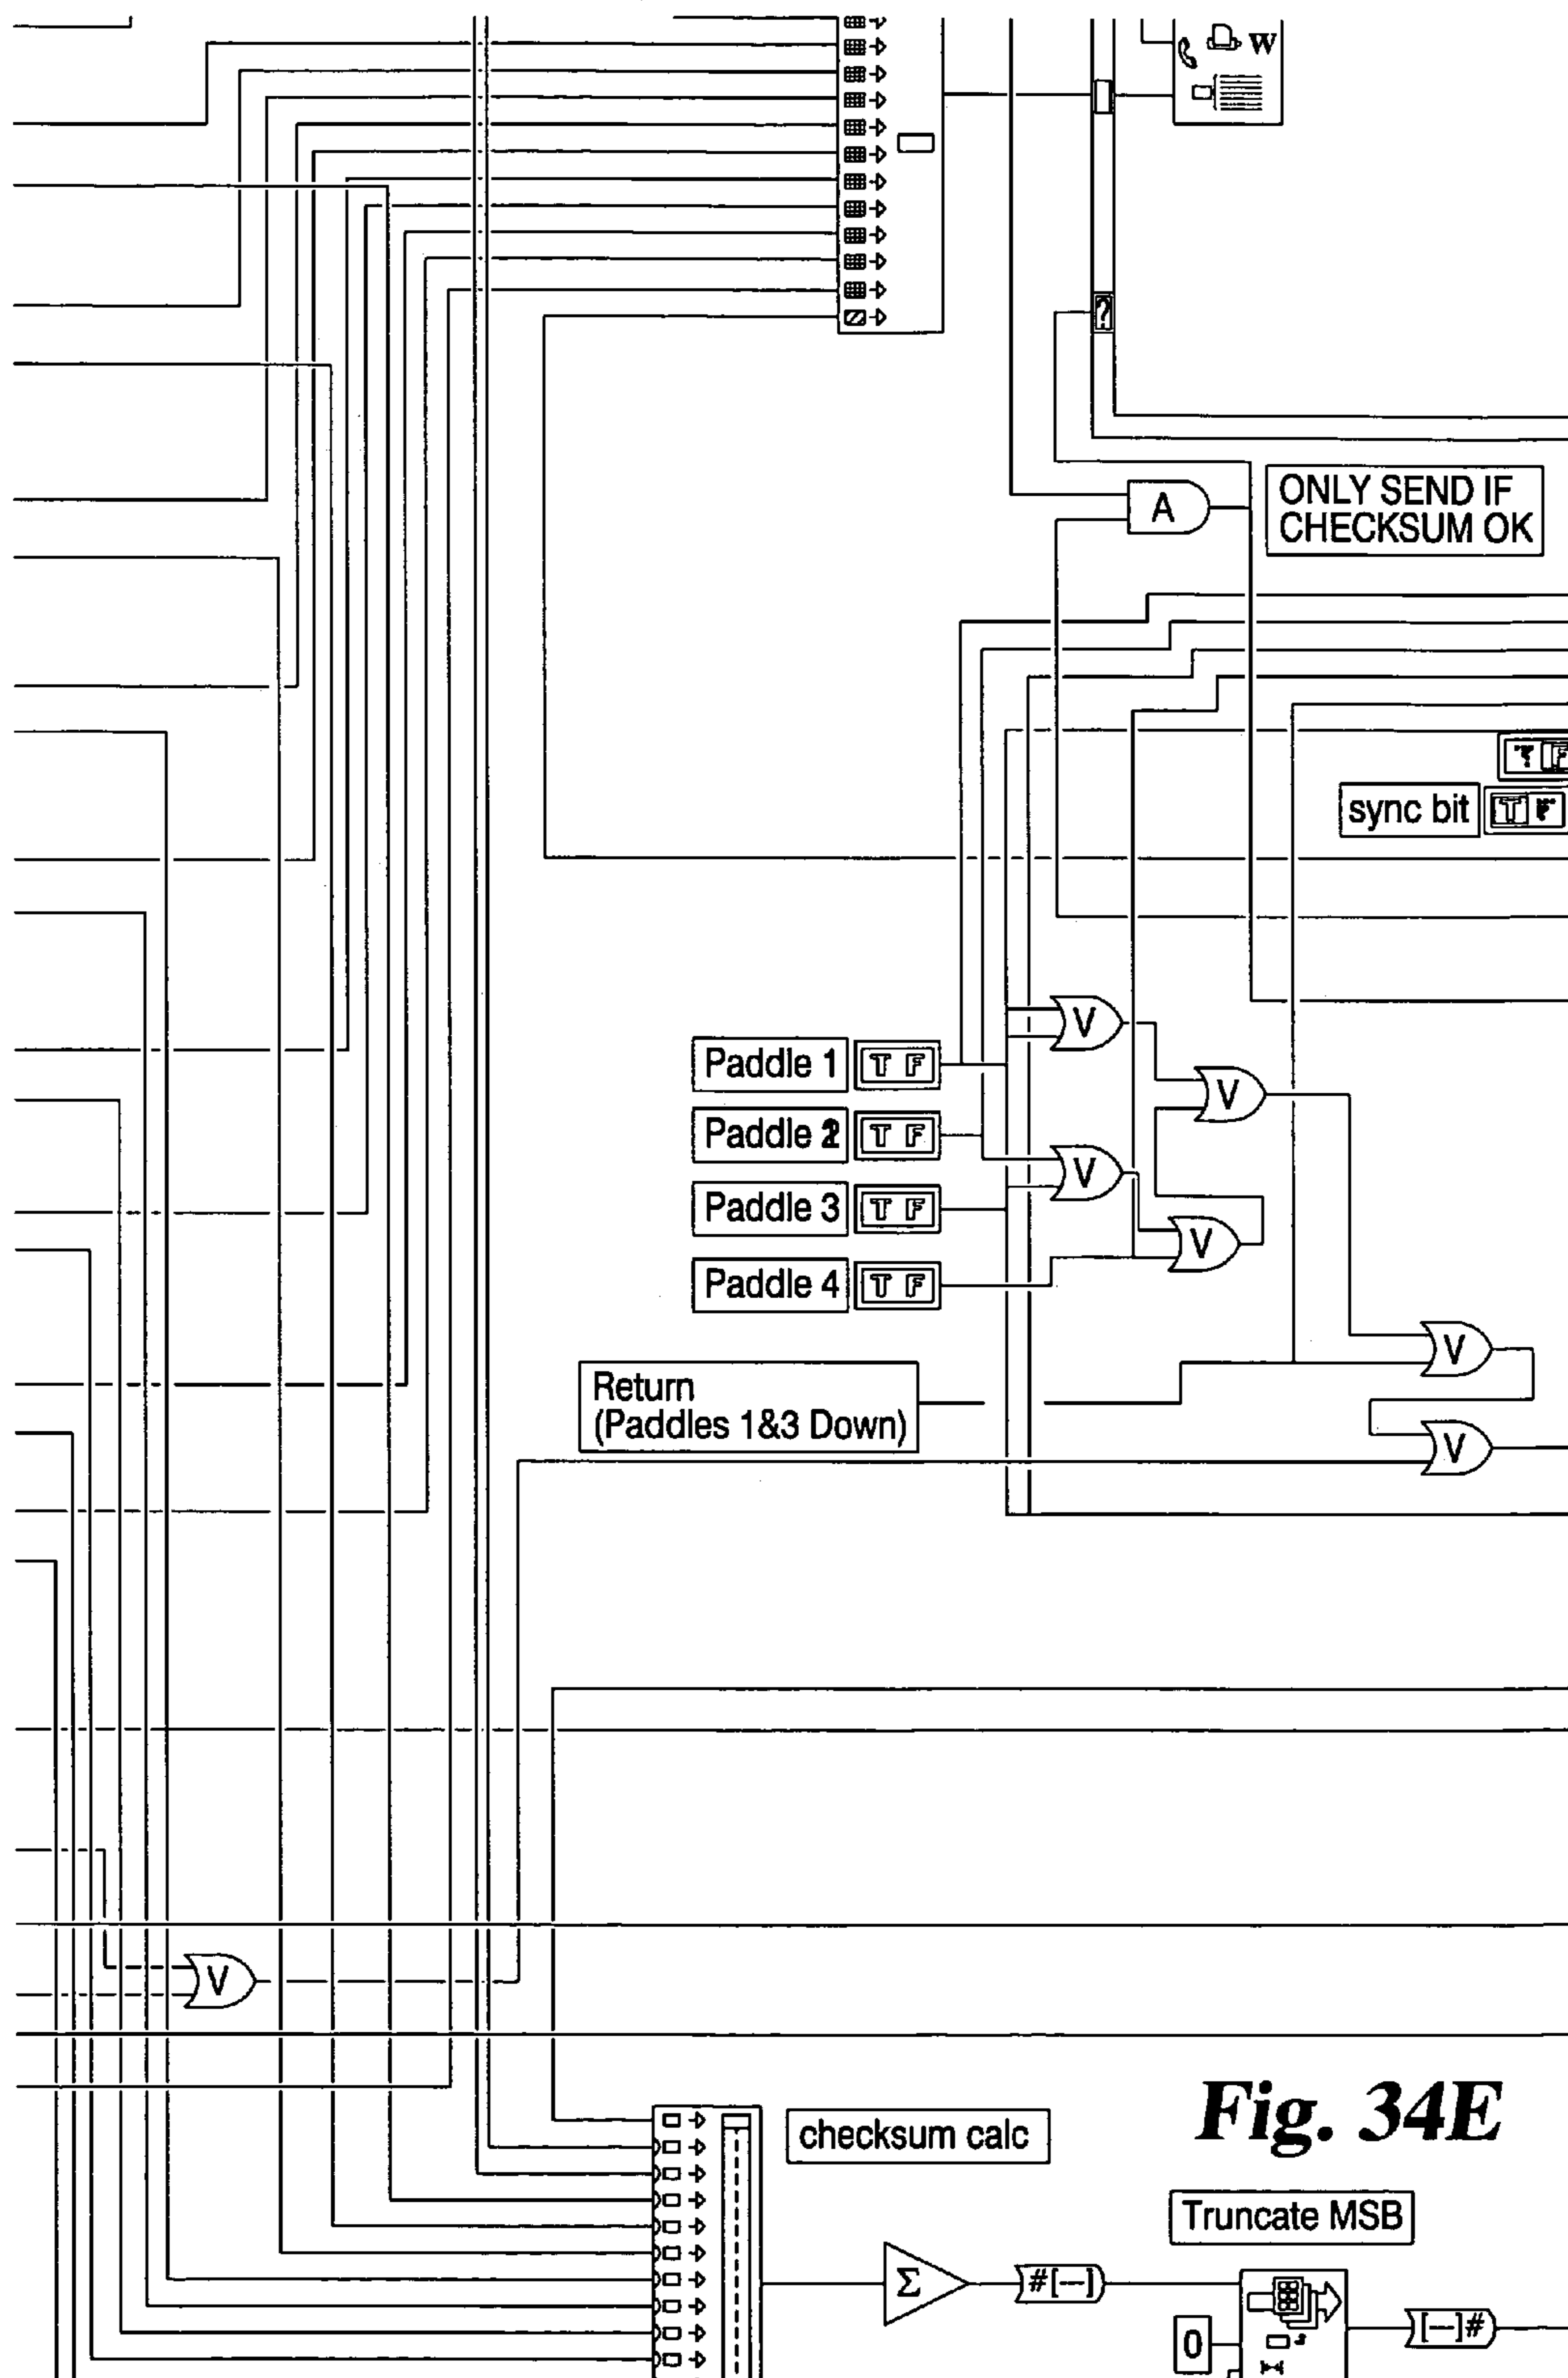 W
?
A
ONLY SEND IF
CHECKSUM OK
T F
sync bit
T F
V
Paddle 1
T F
V
Paddle 2
T F
V
Paddle 3
T F
V
Paddle 4
T F
V
Return
(Paddles 1&3 Down)
V
V
Fig. 34E
checksum calc
Truncate MSB
Σ
#[---]
0
[---]#